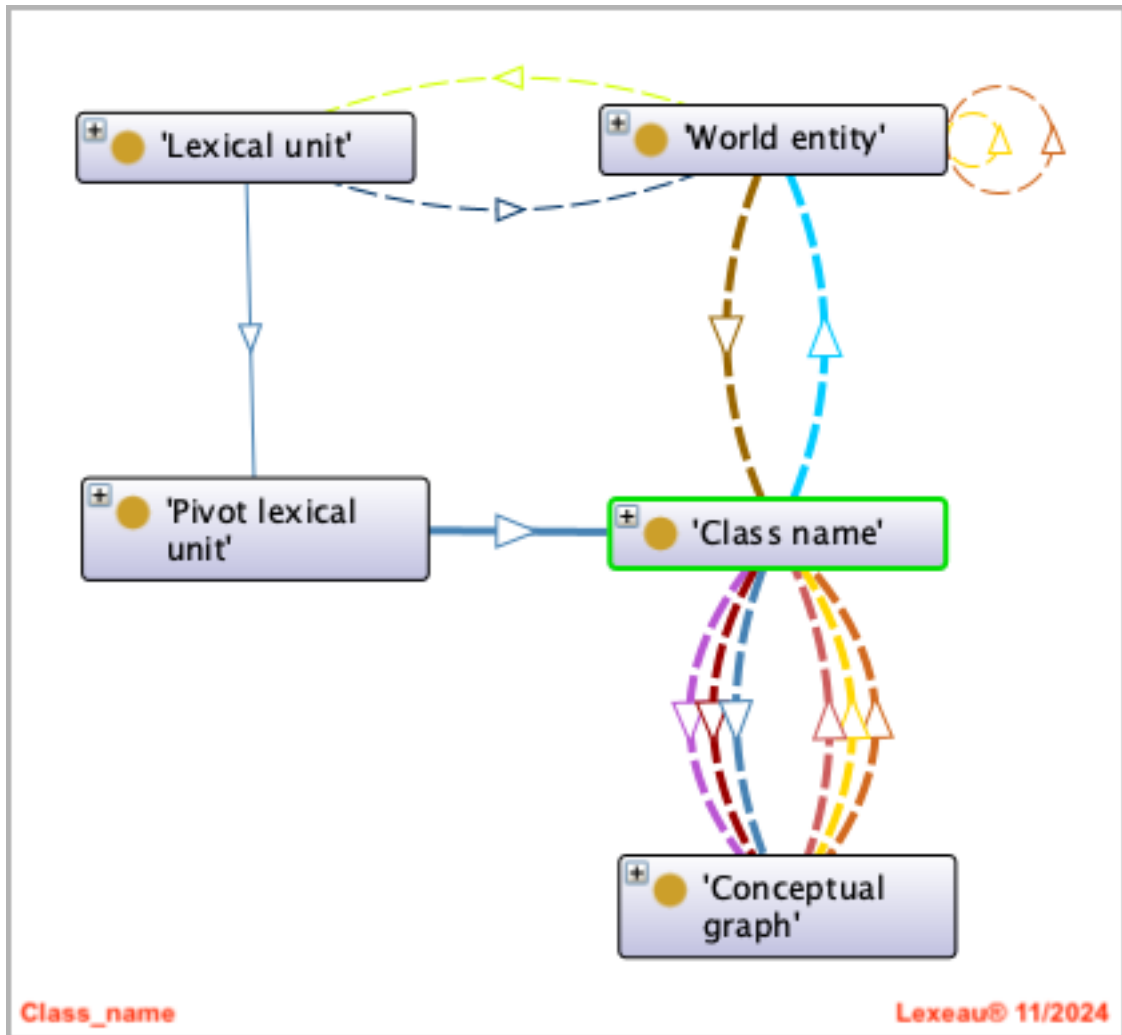 'Lexical unit'
'World entity'
'Pivot lexical
unit'
'Class name'
'Conceptual
graph'
Class_name
Lexeau® 11/2024